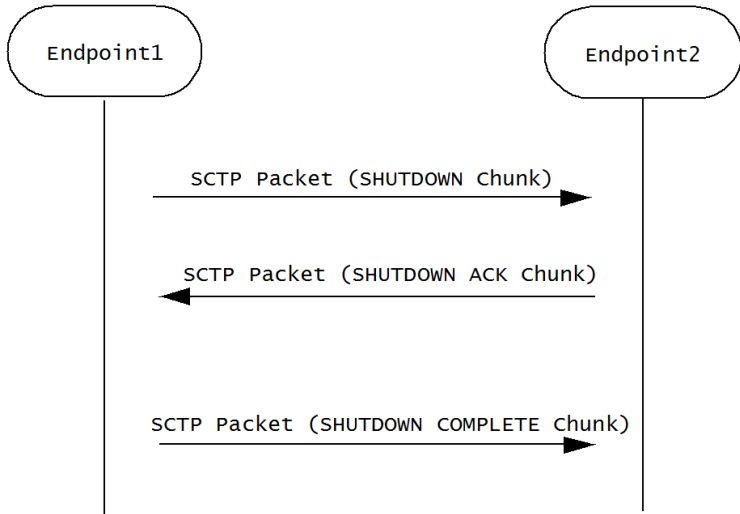 Endpoint1
Endpoint2
SCTP Packet (SHUTDOWN Chunk)
SCTP Packet (SHUTDOWN ACK Chunk)
SCTP Packet (SHUTDOWN COMPLETE Chunk)